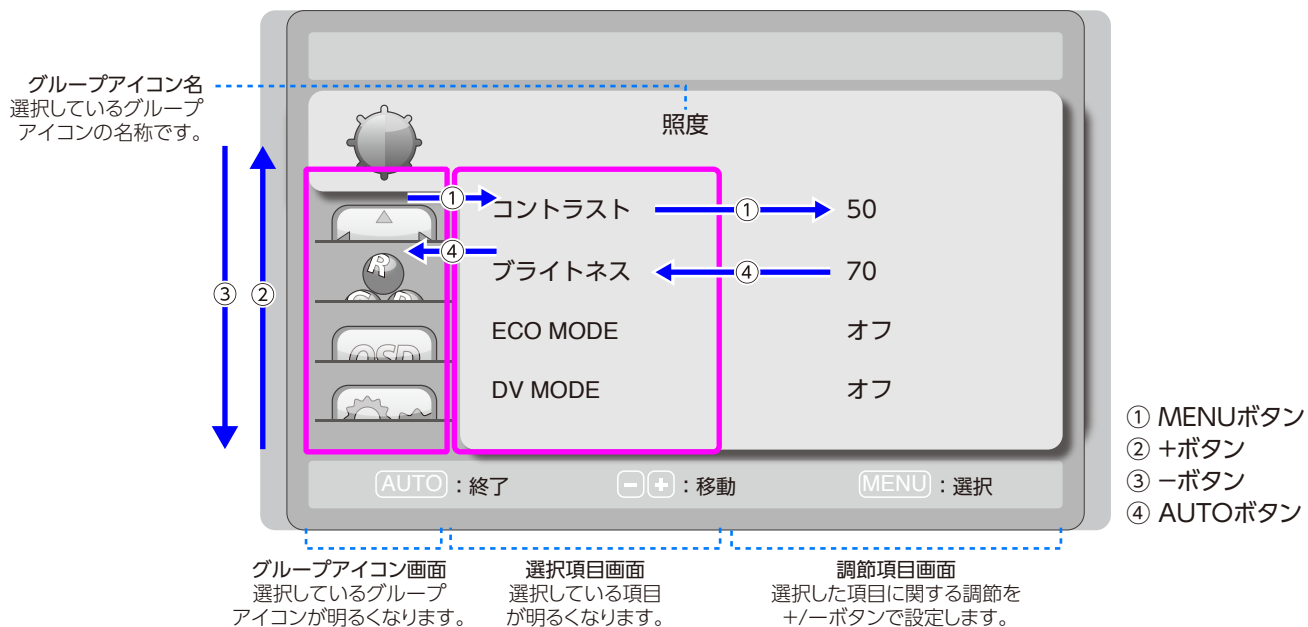 グループアイコン名
選択しているグループ
アイコンの名称です。
照度
① コントラスト ① 50
④ ブライトネス ④ 70
③ ②
ECO MODE オフ
DV MODE オフ
R
OSD
AUTO：終了 －＋：移動 MENU：選択
① MENUボタン
② +ボタン
③ －ボタン
④ AUTOボタン
グループアイコン画面
選択しているグループ
アイコンが明るくなります。
選択項目画面
選択している項目
が明るくなります。
調節項目画面
選択した項目に関する調節を
+/－ボタンで設定します。